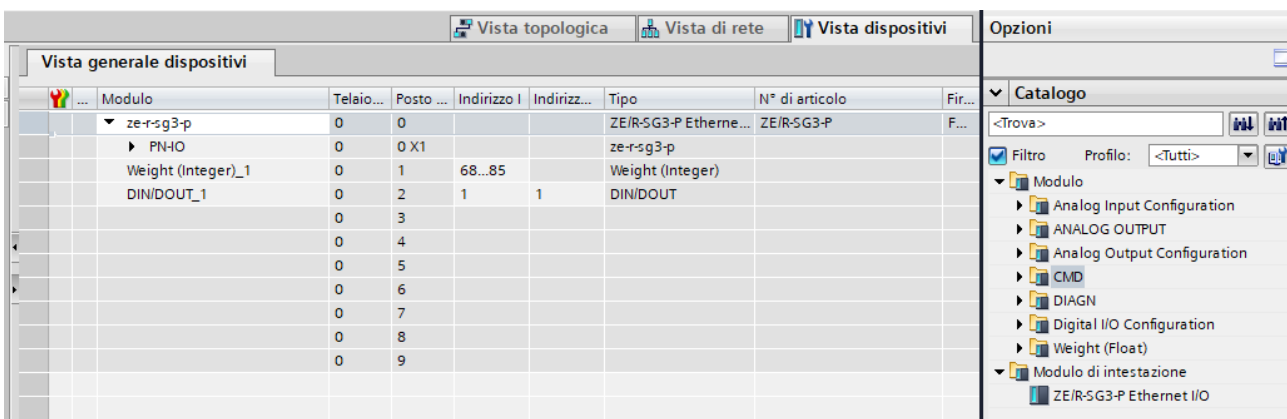 Vista topologica Vista di rete Vista dispositivi Opzioni
Vista generale dispositivi
... Modulo Telaio... Posto ... Indirizzo I Indirizz... Tipo N° di articolo Fir...
ze-r-sg3-p 0 0 ZE/R-SG3-P Etherne... ZE/R-SG3-P F...
PN-IO 0 0 X1 ze-r-sg3-p
Weight (Integer)_1 0 1 68...85 Weight (Integer)
DIN/DOUT_1 0 2 1 1 DIN/DOUT
0 3
0 4
0 5
0 6
0 7
0 8
0 9
Catalogo
<Trova>
Filtro Profilo: <Tutti>
Modulo
Analog Input Configuration
ANALOG OUTPUT
Analog Output Configuration
CMD
DIAGN
Digital I/O Configuration
Weight (Float)
Modulo di intestazione
ZE/R-SG3-P Ethernet I/O